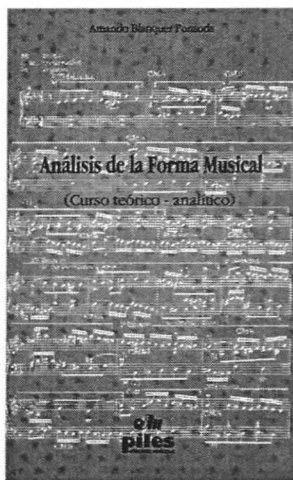 Amando Blanquer Ponsoda
Análisis de la Forma Musical
(Curso teórico - analítico)
piles